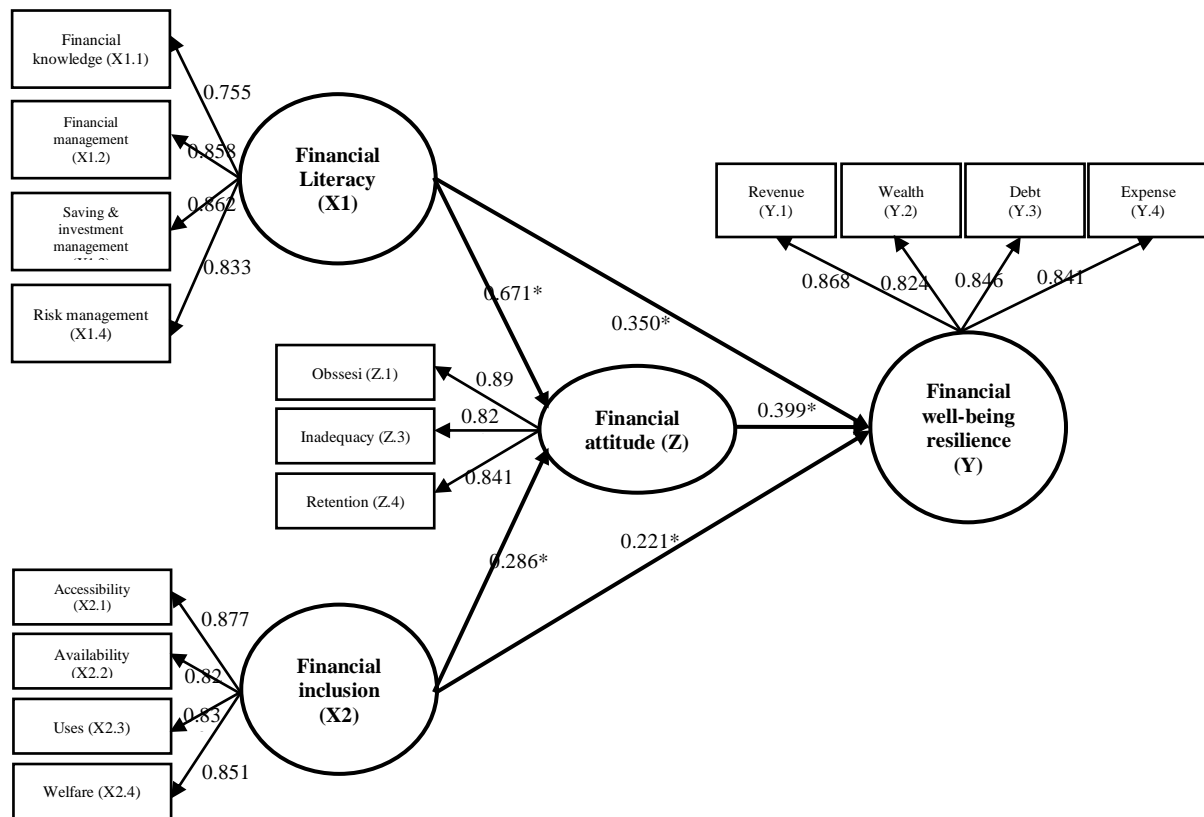 Financial
knowledge (X1.1)
0.755
Financial
management
(X1.2)
0.858
Saving &
investment
management
(X1.3)
0.862
Risk management
(X1.4)
0.833
Financial
Literacy
(X1)
0.671*
0.350*
Revenue
(Y.1)
Wealth
(Y.2)
Debt
(Y.3)
Expense
(Y.4)
0.868
0.824
0.846
0.841
Obssesi (Z.1)
0.89
Inadequacy (Z.3)
0.82
Retention (Z.4)
0.841
Financial
attitude (Z)
0.399*
Financial
well-being
resilience
(Y)
0.286*
0.221*
Accessibility
(X2.1)
0.877
Availability
(X2.2)
0.82
Uses (X2.3)
0.83
Welfare (X2.4)
0.851
Financial
inclusion
(X2)